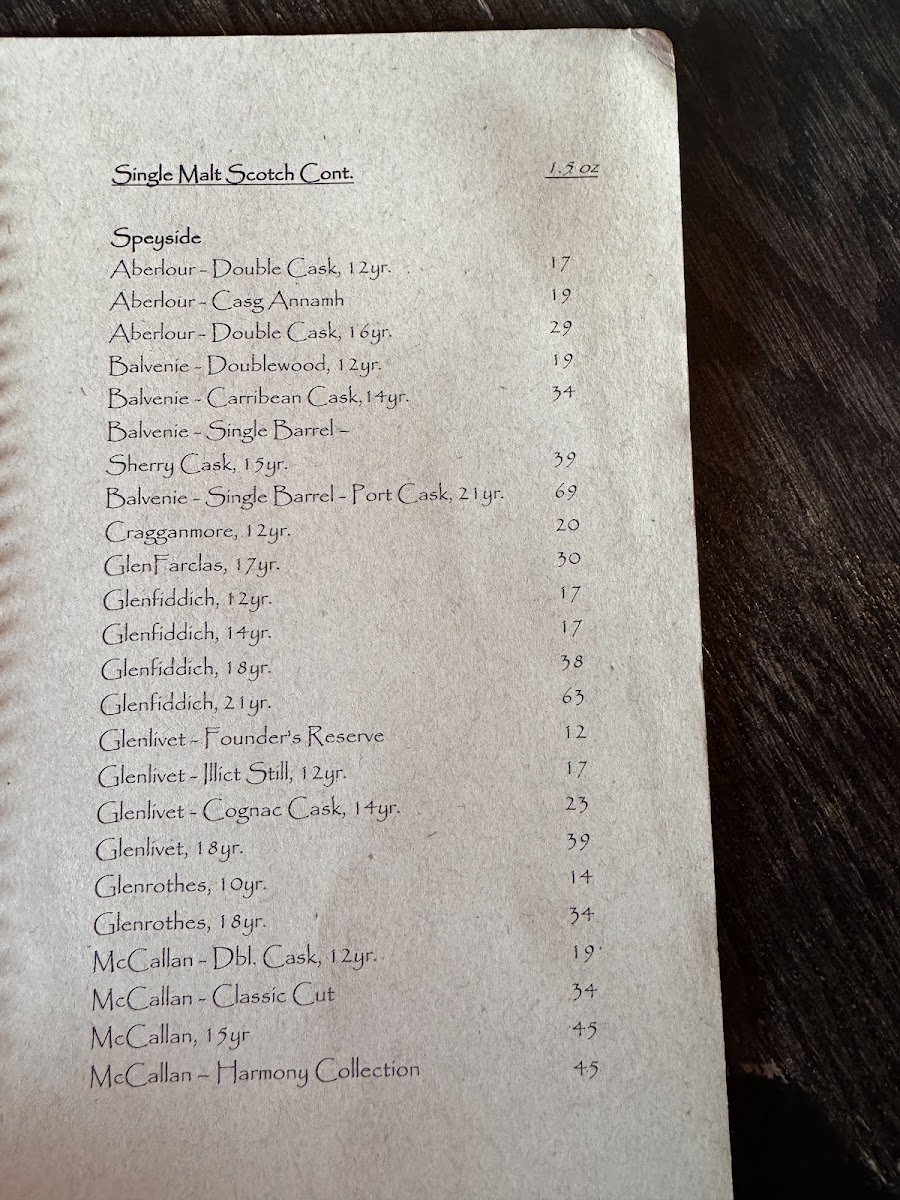 Single Malt Scotch Cont. 1.5 oz
Speyside
Aberlour - Double Cask, 12yr. 17
Aberlour - Casg Annamh 19
Aberlour - Double Cask, 16yr. 29
Balvenie - Doublewood, 12yr. 19
Balvenie - Carribean Cask,14yr. 34
Balvenie - Single Barrel –
Sherry Cask, 15yr. 39
Balvenie - Single Barrel - Port Cask, 21yr. 69
Cragganmore, 12yr. 20
GlenFarclas, 17yr. 30
Glenfiddich, 12yr. 17
Glenfiddich, 14yr. 17
Glenfiddich, 18yr. 38
Glenfiddich, 21yr. 63
Glenlivet - Founder's Reserve 12
Glenlivet - Illict Still, 12yr. 17
Glenlivet - Cognac Cask, 14yr. 23
Glenlivet, 18yr. 39
Glenrothes, 10yr. 14
Glenrothes, 18yr. 34
McCallan - Dbl. Cask, 12yr. 19
McCallan - Classic Cut 34
McCallan, 15yr 45
McCallan – Harmony Collection 45